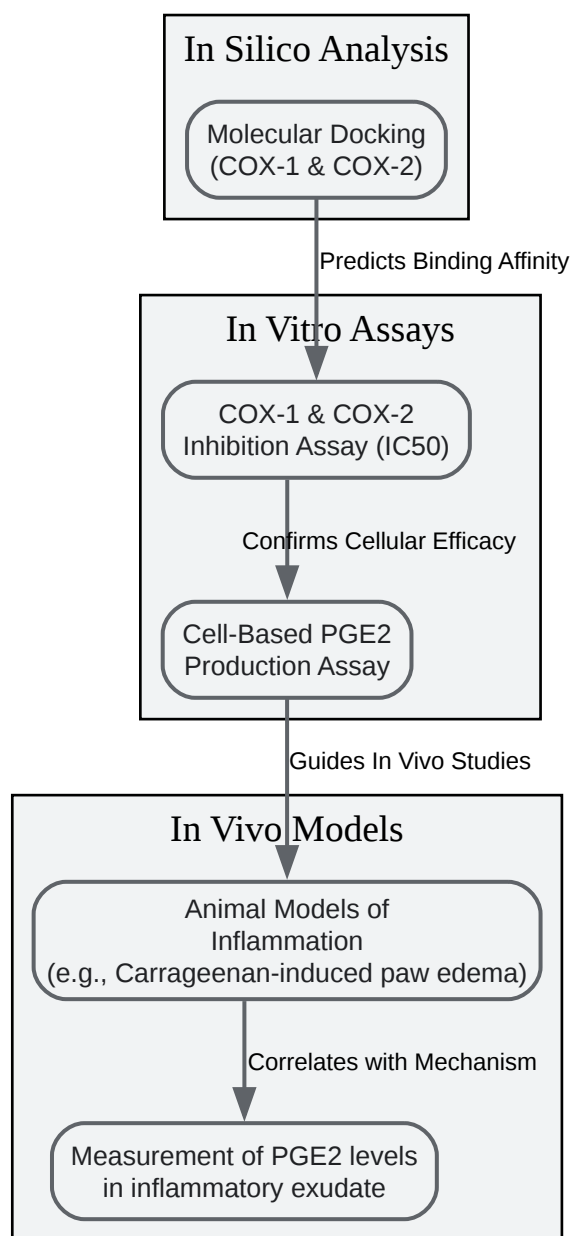 In Silico Analysis
Molecular Docking
(COX-1 & COX-2)
Predicts Binding Affinity
In Vitro Assays
COX-1 & COX-2
Inhibition Assay (IC50)
Confirms Cellular Efficacy
Cell-Based PGE2
Production Assay
Guides In Vivo Studies
In Vivo Models
Animal Models of
Inflammation
(e.g., Carrageenan-induced paw edema)
Correlates with Mechanism
Measurement of PGE2 levels
in inflammatory exudate